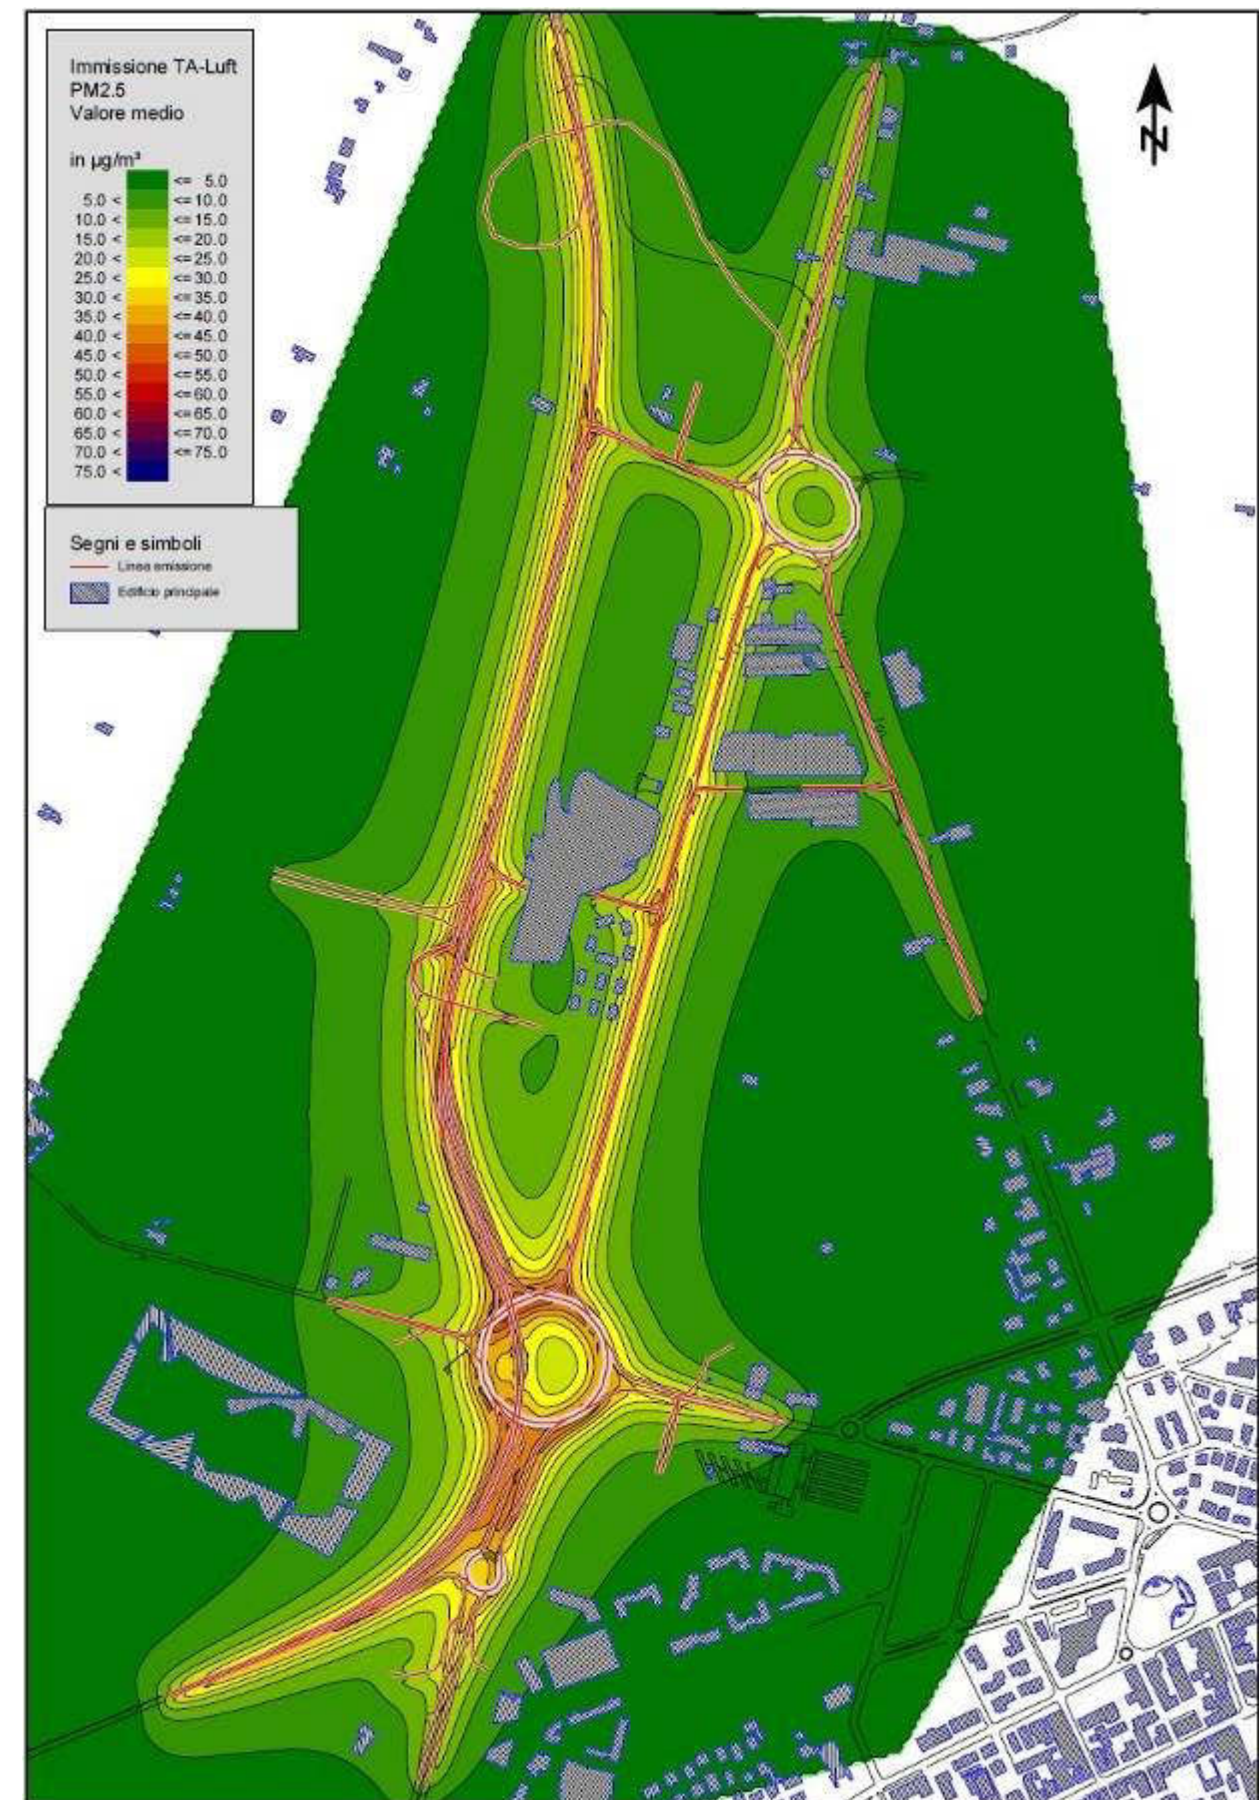 Immissione TA-Luft
PM2.5
Valore medio
in µg/m³
<= 5.0
5.0 < <= 10.0
10.0 < <= 15.0
15.0 < <= 20.0
20.0 < <= 25.0
25.0 < <= 30.0
30.0 < <= 35.0
35.0 < <= 40.0
40.0 < <= 45.0
45.0 < <= 50.0
50.0 < <= 55.0
55.0 < <= 60.0
60.0 < <= 65.0
65.0 < <= 70.0
70.0 < <= 75.0
75.0 <
Segni e simboli
Linea emissione
Edificio principale
N